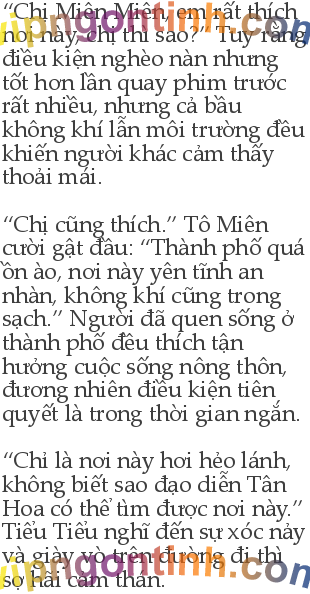 “Chị Miên Miên, em rất thích
nơi này, chị thì sao?” Tuy rằng
điều kiện nghèo nàn nhưng
tốt hơn lần quay phim trước
rất nhiều, nhưng cả bầu
không khí lẫn môi trường đều
khiến người khác cảm thấy
thoải mái.
“Chị cũng thích.” Tô Miên
cười gật đầu: “Thành phố quá
ồn ào, nơi này yên tĩnh an
nhàn, không khí cũng trong
sạch.” Người đã quen sống ở
thành phố đều thích tận
hưởng cuộc sống nông thôn,
đương nhiên điều kiện tiên
quyết là trong thời gian ngắn.
“Chỉ là nơi này hơi hẻo lánh,
không biết sao đạo diễn Tân
Hoa có thể tìm được nơi này.”
Tiểu Tiểu nghĩ đến sự xóc nảy
và giày vò trên đường đi thì
sợ hãi cảm thán.
vipngontinh.com
vipngontinh.com